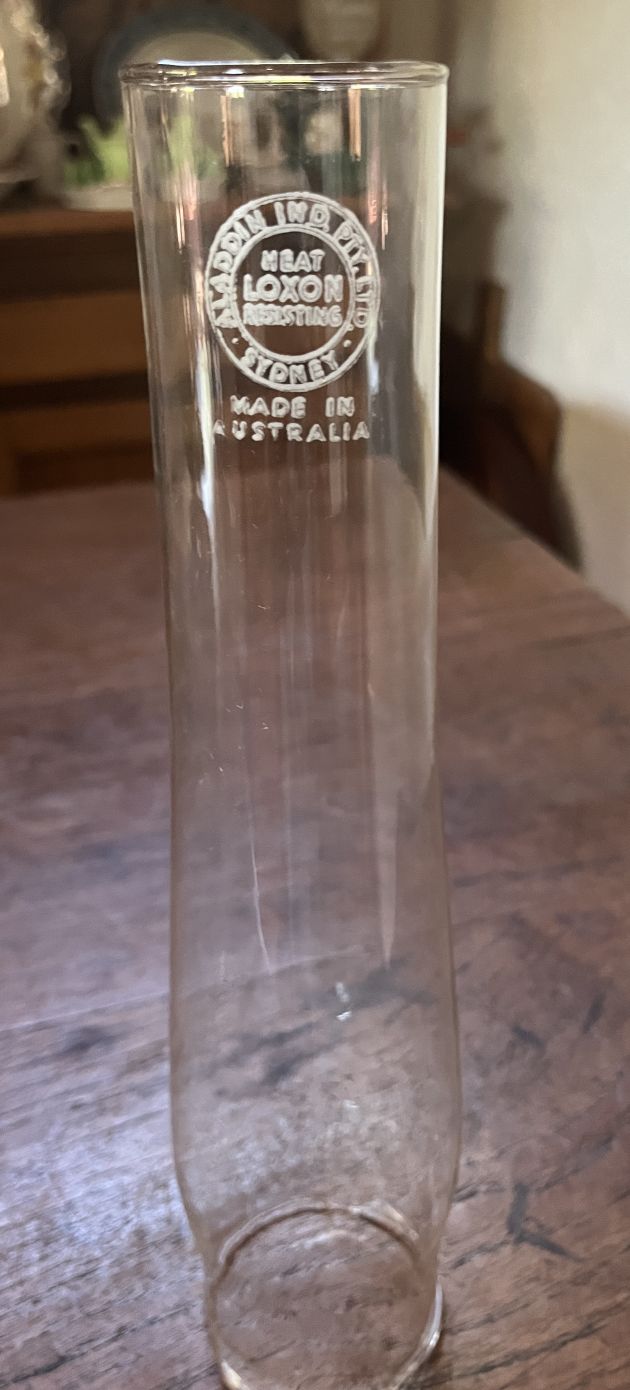 ALADDIN IND. PTY. LTD.
HEAT
LOXON
RESISTING
· SYDNEY ·
MADE IN
AUSTRALIA